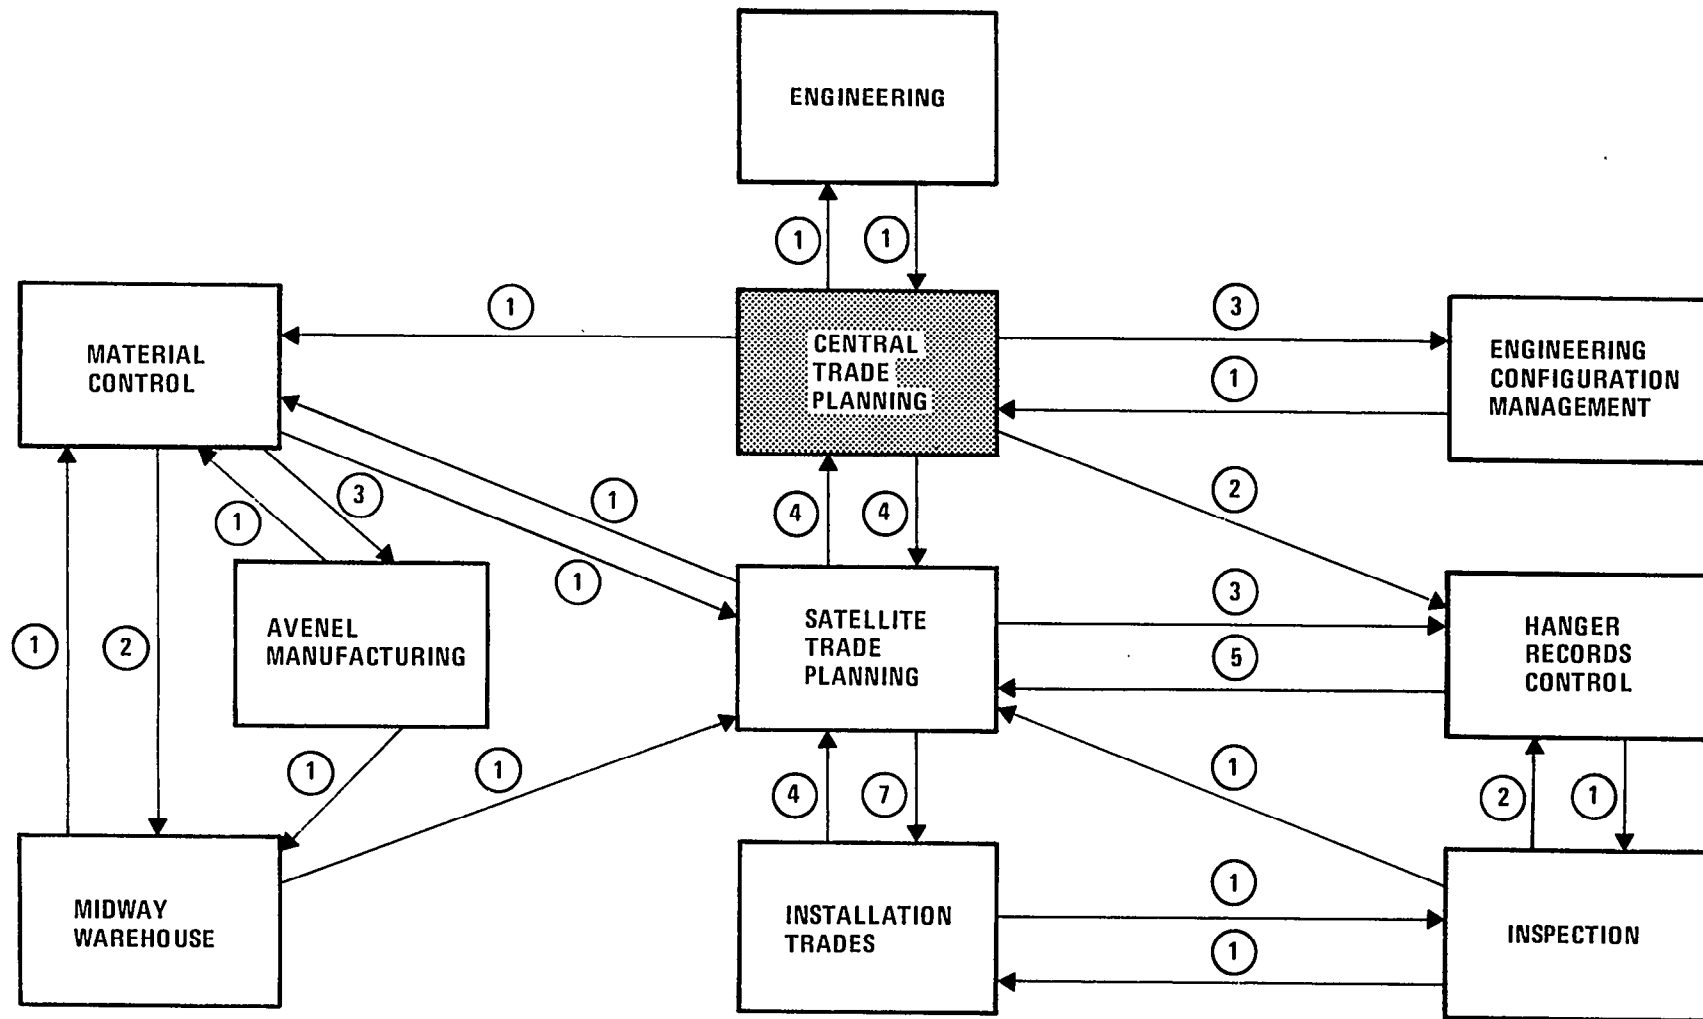 ENGINEERING
1
1
MATERIAL
CONTROL
1
CENTRAL
TRADE
PLANNING
3
1
ENGINEERING
CONFIGURATION
MANAGEMENT
1
3
1
1
4
4
2
1
2
AVENEL
MANUFACTURING
SATELLITE
TRADE
PLANNING
3
5
HANGER
RECORDS
CONTROL
1
1
4
7
1
2
1
MIDWAY
WAREHOUSE
INSTALLATION
TRADES
1
1
INSPECTION